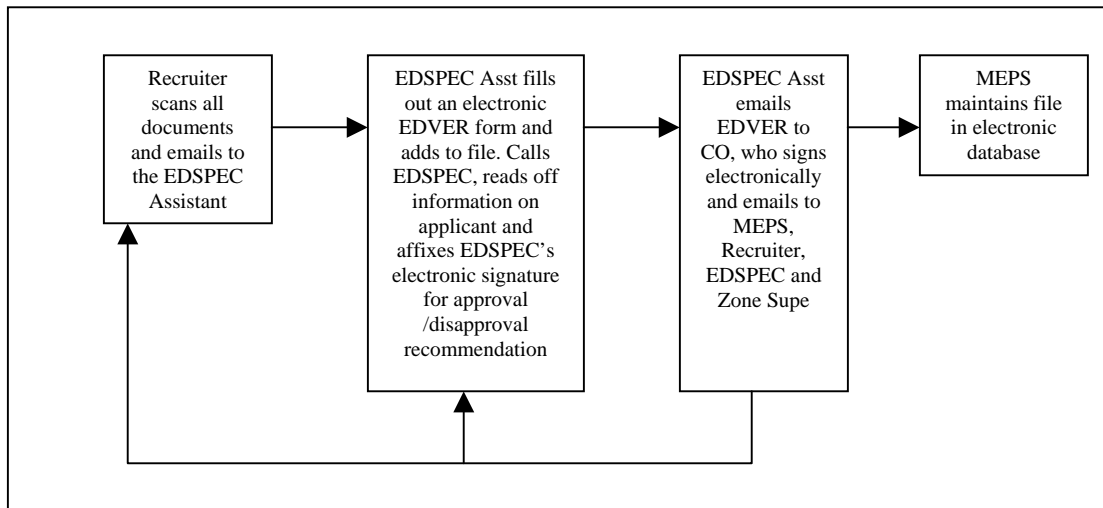 Recruiter
scans all
documents
and emails to
the EDSPEC
Assistant
EDSPEC Asst fills
out an electronic
EDVER form and
adds to file. Calls
EDSPEC, reads off
information on
applicant and
affixes EDSPEC’s
electronic signature
for approval
/disapproval
recommendation
EDSPEC Asst
emails
EDVER to
CO, who signs
electronically
and emails to
MEPS,
Recruiter,
EDSPEC and
Zone Supe
MEPS
maintains file
in electronic
database